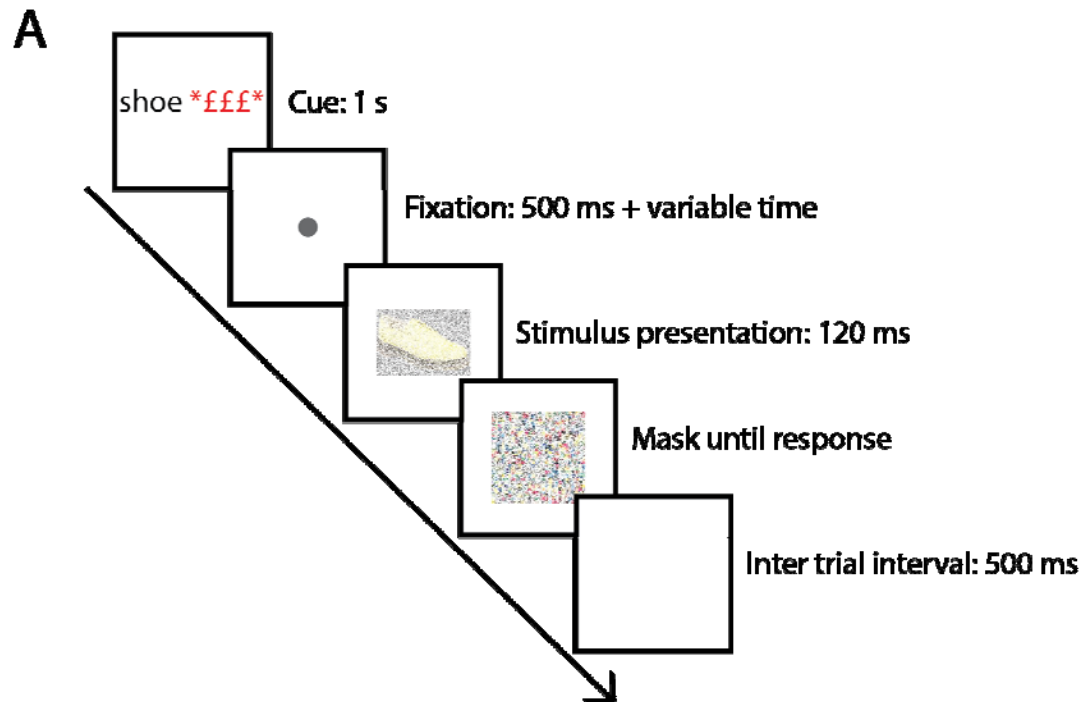 A
shoe *£££*
Cue: 1 s
Fixation: 500 ms + variable time
Stimulus presentation: 120 ms
Mask until response
Inter trial interval: 500 ms